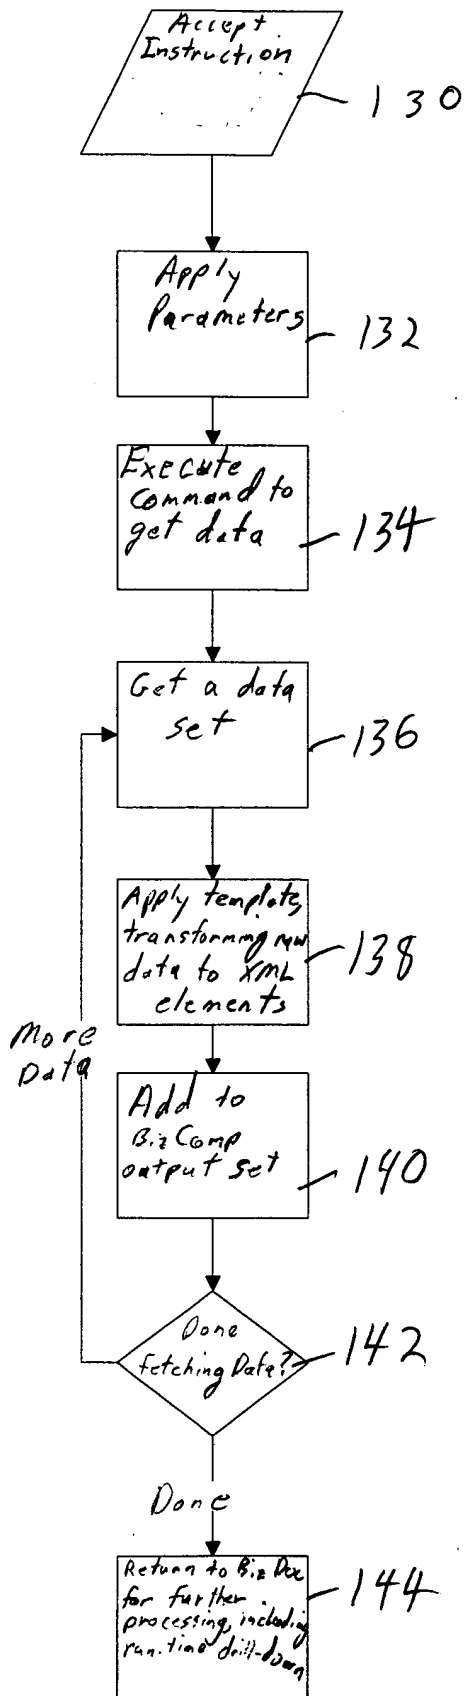 Accept
Instruction
130
Apply
Parameters
132
Execute
Command to
get data
134
Get a data
set
136
Apply template,
transforming raw
data to XML
elements
138
More
Data
Add to
BizComp
output set
140
Done
Fetching Data?
142
Done
Return to Biz Doc
for further
processing, including
run-time drill-down
144